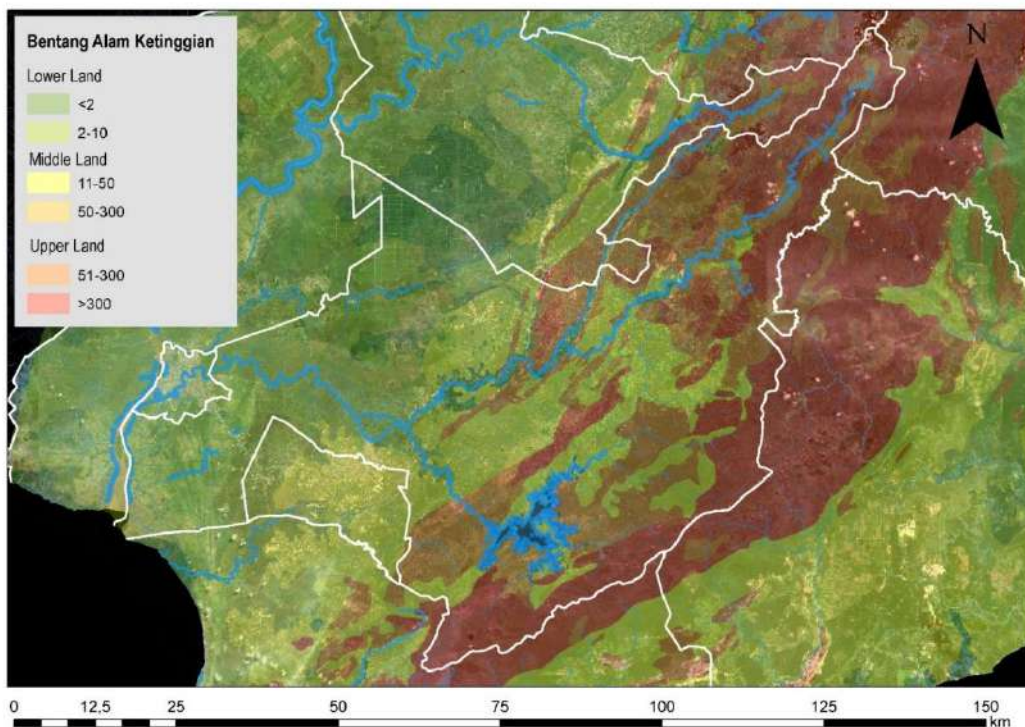 Bentang Alam Ketinggian
Lower Land
<2
2-10
Middle Land
11-50
50-300
Upper Land
51-300
>300
N
0 12,5 25 50 75 100 125 150
km